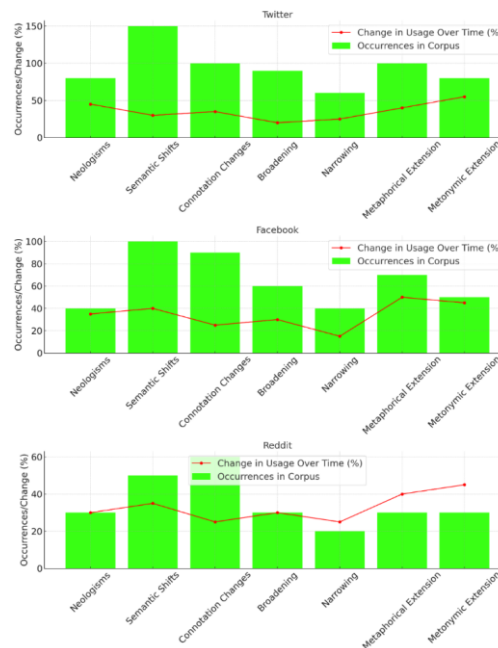 Twitter
Occurrences/Change (%)
150
100
50
0
Change in Usage Over Time (%)
Occurrences in Corpus
Neologisms
Semantic Shifts
Connotation Changes
Broadening
Narrowing
Metaphorical Extension
Metonymic Extension
Facebook
Occurrences/Change (%)
100
80
60
40
20
0
Change in Usage Over Time (%)
Occurrences in Corpus
Neologisms
Semantic Shifts
Connotation Changes
Broadening
Narrowing
Metaphorical Extension
Metonymic Extension
Reddit
Occurrences/Change (%)
60
40
20
0
Change in Usage Over Time (%)
Occurrences in Corpus
Neologisms
Semantic Shifts
Connotation Changes
Broadening
Narrowing
Metaphorical Extension
Metonymic Extension